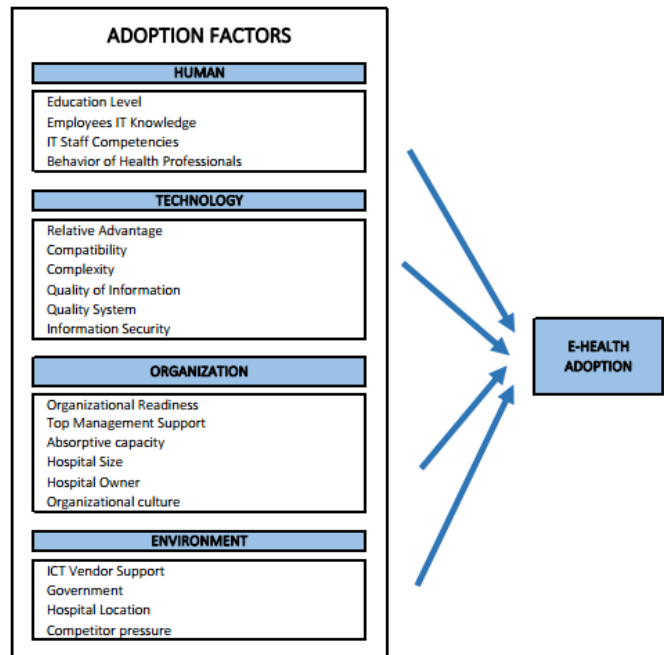 ADOPTION FACTORS
HUMAN
Education Level
Employees IT Knowledge
IT Staff Competencies
Behavior of Health Professionals
TECHNOLOGY
Relative Advantage
Compatibility
Complexity
Quality of Information
Quality System
Information Security
ORGANIZATION
Organizational Readiness
Top Management Support
Absorptive capacity
Hospital Size
Hospital Owner
Organizational culture
ENVIRONMENT
ICT Vendor Support
Government
Hospital Location
Competitor pressure
E-HEALTH
ADOPTION